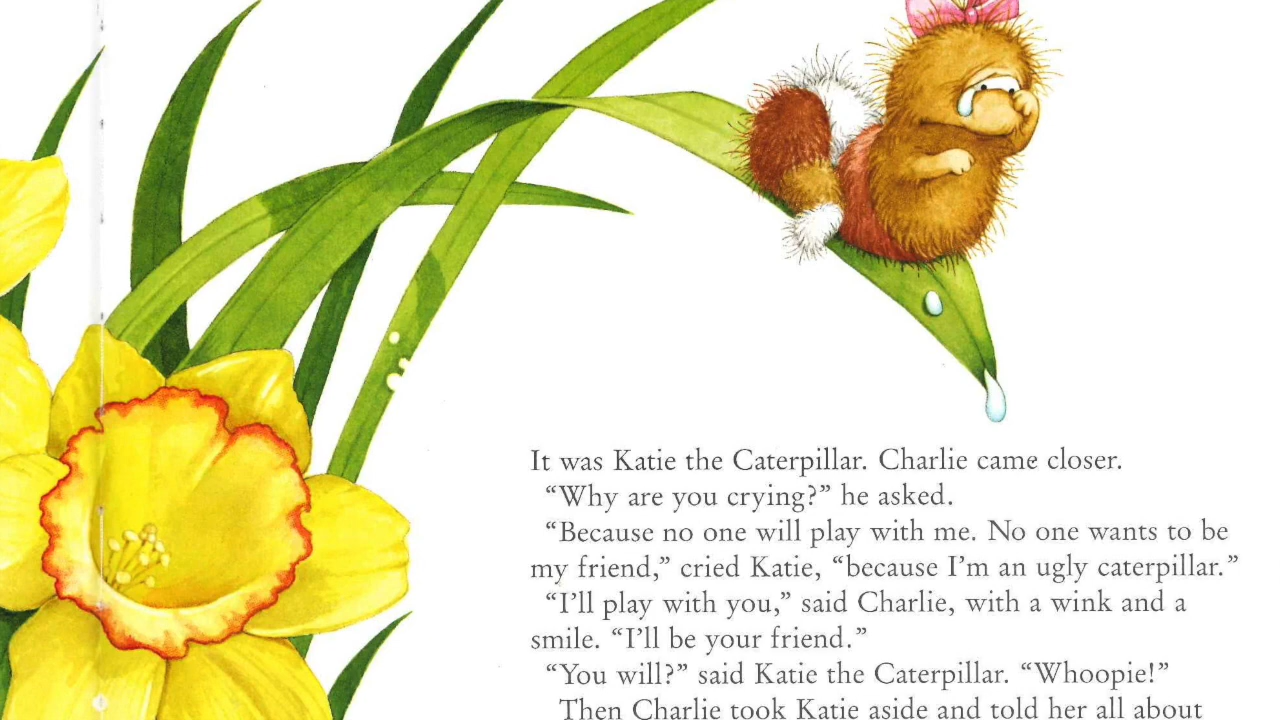 It was Katie the Caterpillar. Charlie came closer.
“Why are you crying?” he asked.
“Because no one will play with me. No one wants to be
my friend,” cried Katie, “because I’m an ugly caterpillar.”
“I’ll play with you,” said Charlie, with a wink and a
smile. “I’ll be your friend.”
“You will?” said Katie the Caterpillar. “Whoopie!”
Then Charlie took Katie aside and told her all about